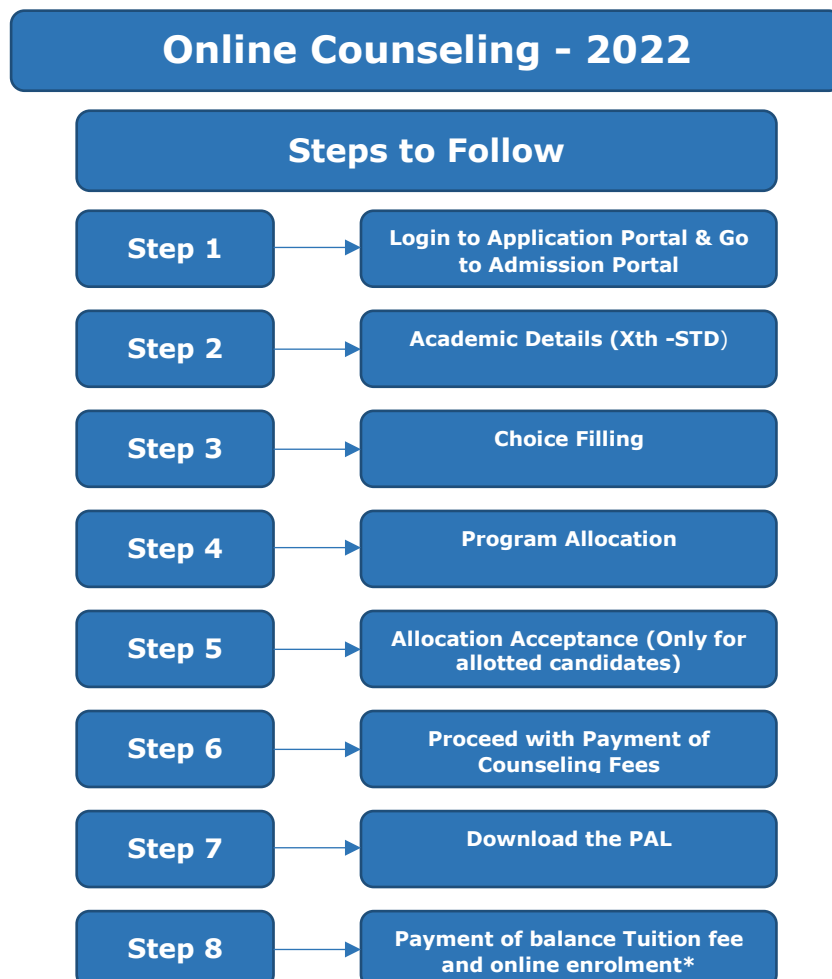 Online Counseling - 2022
Steps to Follow
Step 1
Login to Application Portal & Go
to Admission Portal
Step 2
Academic Details (Xth -STD)
Step 3
Choice Filling
Step 4
Program Allocation
Step 5
Allocation Acceptance (Only for
allotted candidates)
Step 6
Proceed with Payment of
Counseling Fees
Step 7
Download the PAL
Step 8
Payment of balance Tuition fee
and online enrolment*